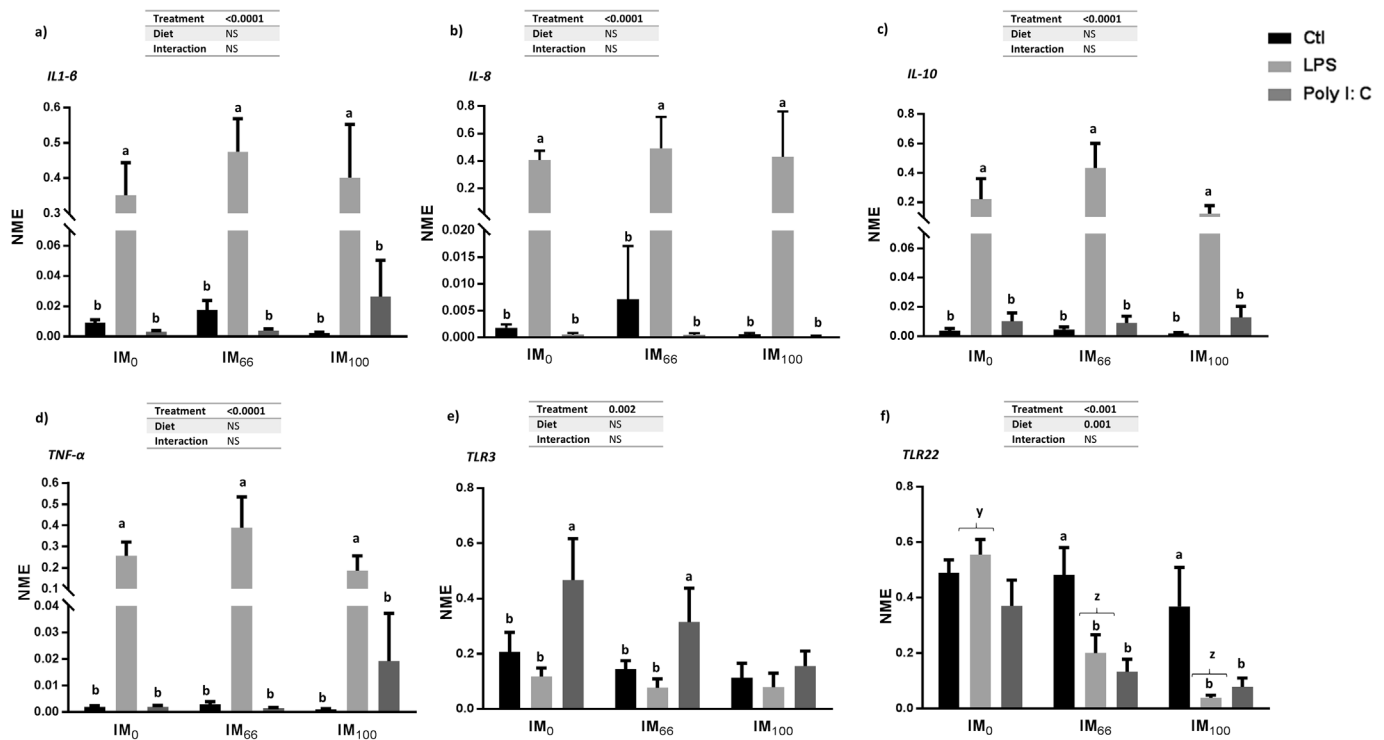 a)
Treatment <0.0001
Diet NS
Interaction NS
IL1-β
NME
0.6
0.5
0.4
0.3
0.06
0.04
0.02
0.00
b a b
b a b
b a b
IM0 IM66 IM100
b)
Treatment <0.0001
Diet NS
Interaction NS
IL-8
NME
0.8
0.6
0.4
0.2
0.020
0.015
0.010
0.005
0.000
b a b
b a b
b a b
IM0 IM66 IM100
c)
Treatment <0.0001
Diet NS
Interaction NS
IL-10
NME
0.8
0.6
0.4
0.2
0.06
0.04
0.02
0.00
b a b
b a b
b a b
IM0 IM66 IM100
Ctl
LPS
Poly I: C
d)
Treatment <0.0001
Diet NS
Interaction NS
TNF-α
NME
0.6
0.5
0.4
0.3
0.2
0.1
0.04
0.03
0.02
0.01
0.00
b a b
b a b
b a b
IM0 IM66 IM100
e)
Treatment 0.002
Diet NS
Interaction NS
TLR3
NME
0.8
0.6
0.4
0.2
0.0
b b a
b b a
IM0 IM66 IM100
f)
Treatment <0.001
Diet 0.001
Interaction NS
TLR22
NME
0.8
0.6
0.4
0.2
0.0
y
a z b b
a z b b
IM0 IM66 IM100